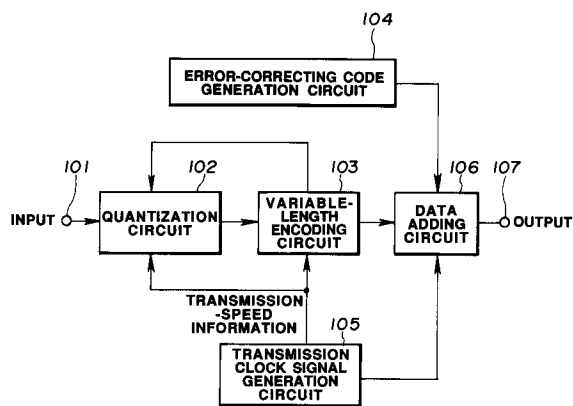 104
ERROR-CORRECTING CODE
GENERATION CIRCUIT
101
102
103
106
107
INPUT
QUANTIZATION
CIRCUIT
VARIABLE-
LENGTH
ENCODING
CIRCUIT
DATA
ADDING
CIRCUIT
OUTPUT
TRANSMISSION
-SPEED
INFORMATION
105
TRANSMISSION
CLOCK SIGNAL
GENERATION
CIRCUIT